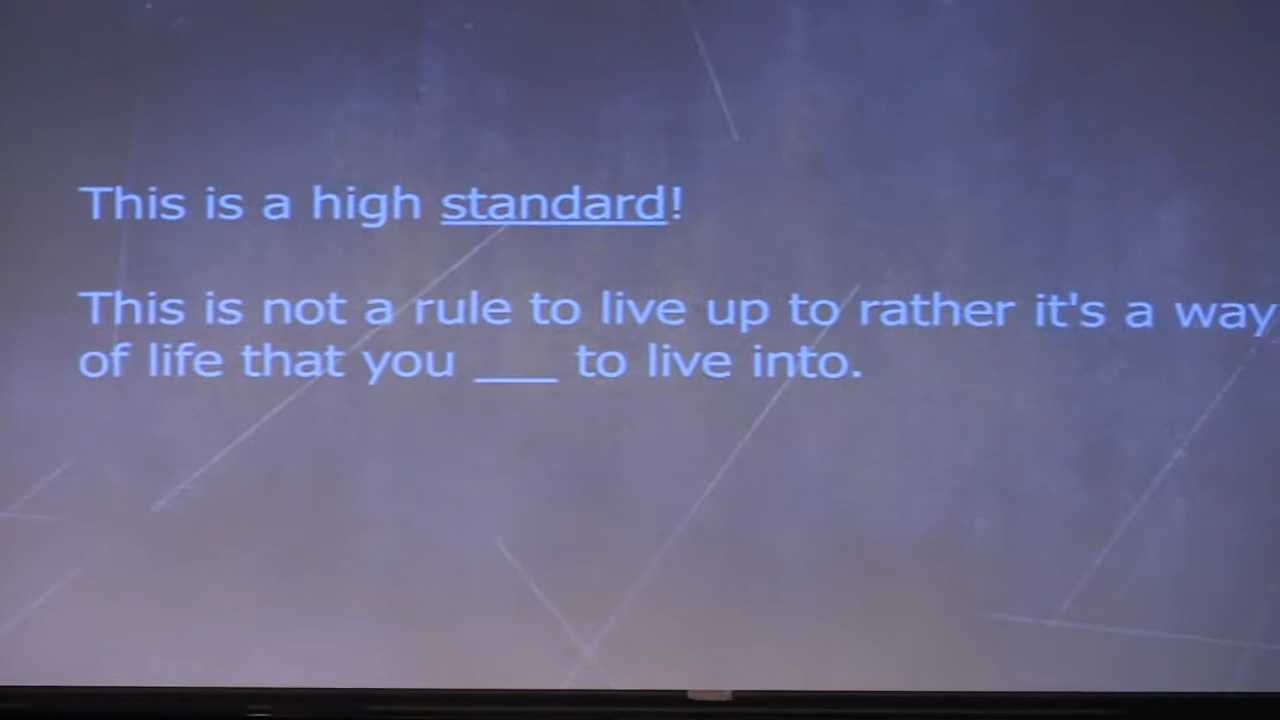 This is a high standard!
This is not a rule to live up to rather it's a way
of life that you ___ to live into.